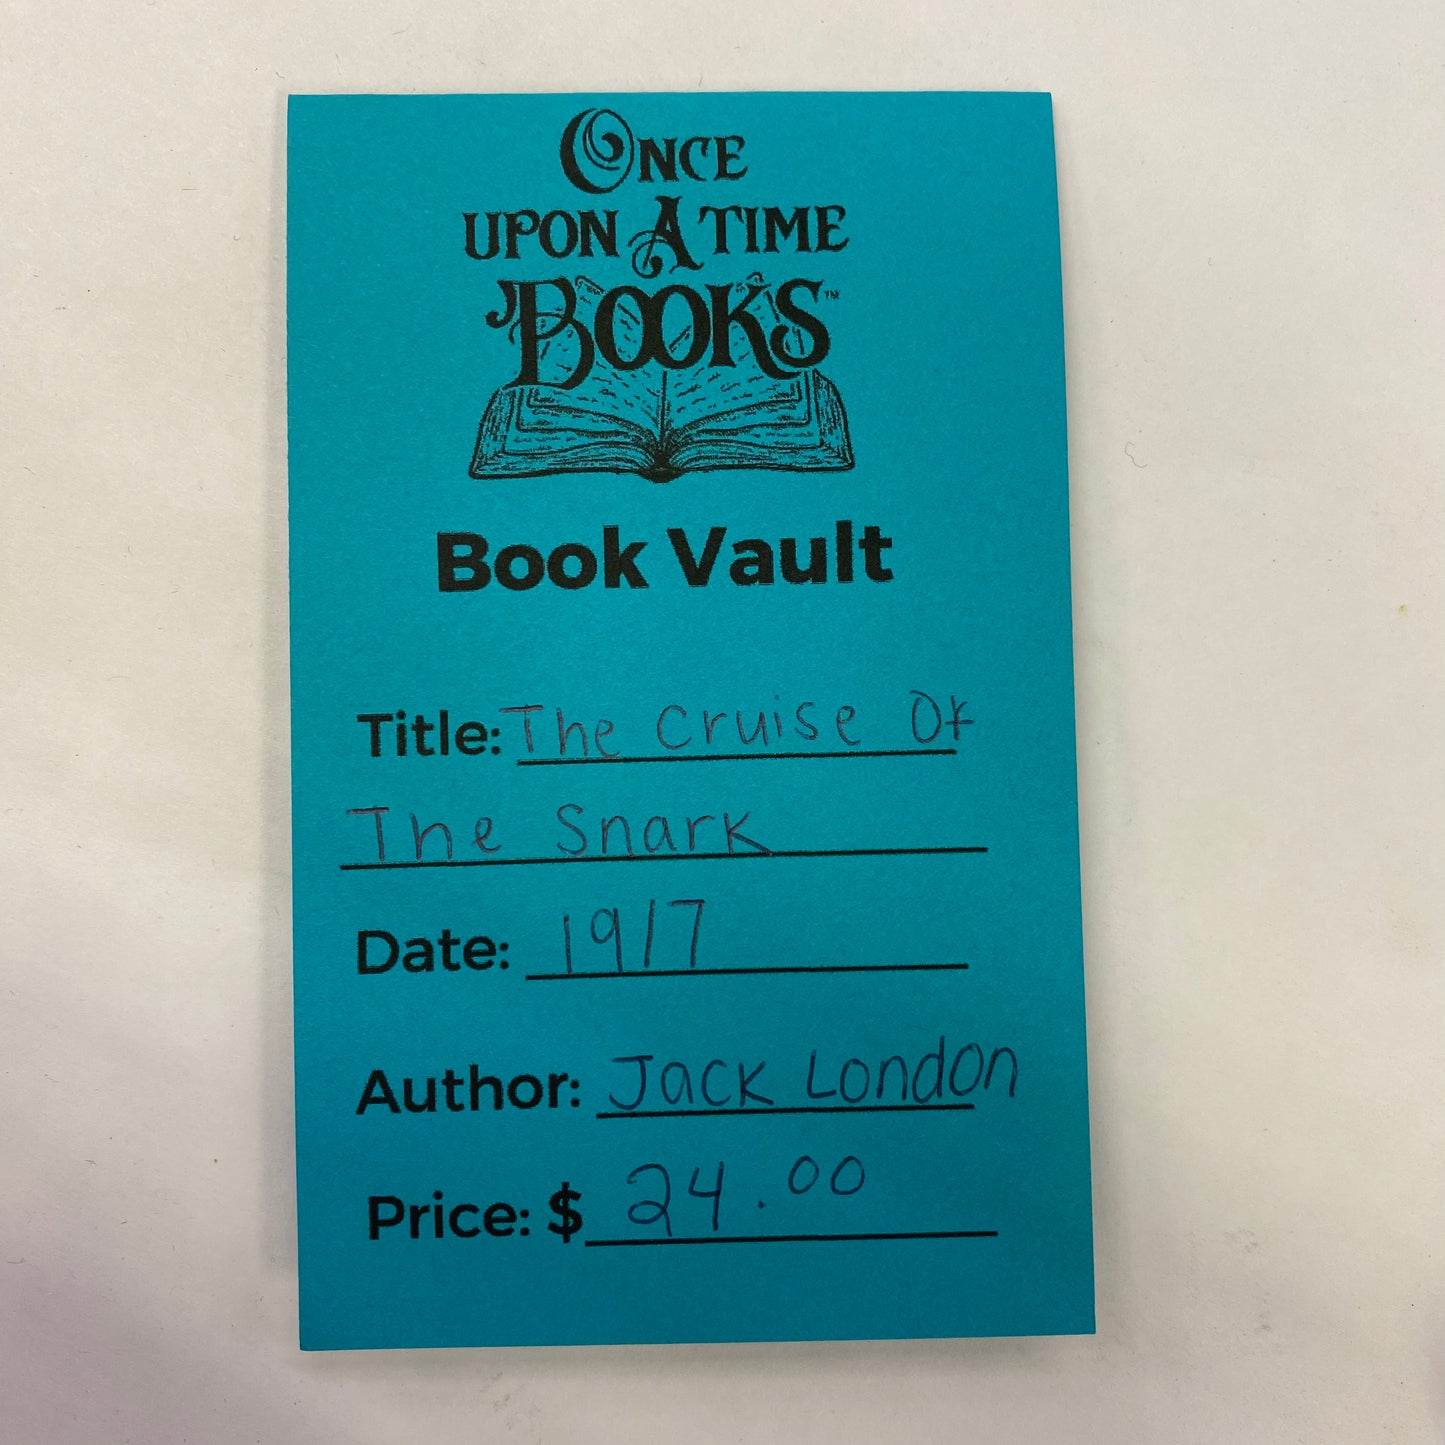 ONCE
UPON A TIME
BOOKS™
Book Vault
Title: The Cruise Of
The Snark
Date: 1917
Author: Jack London
Price: $ 24.00